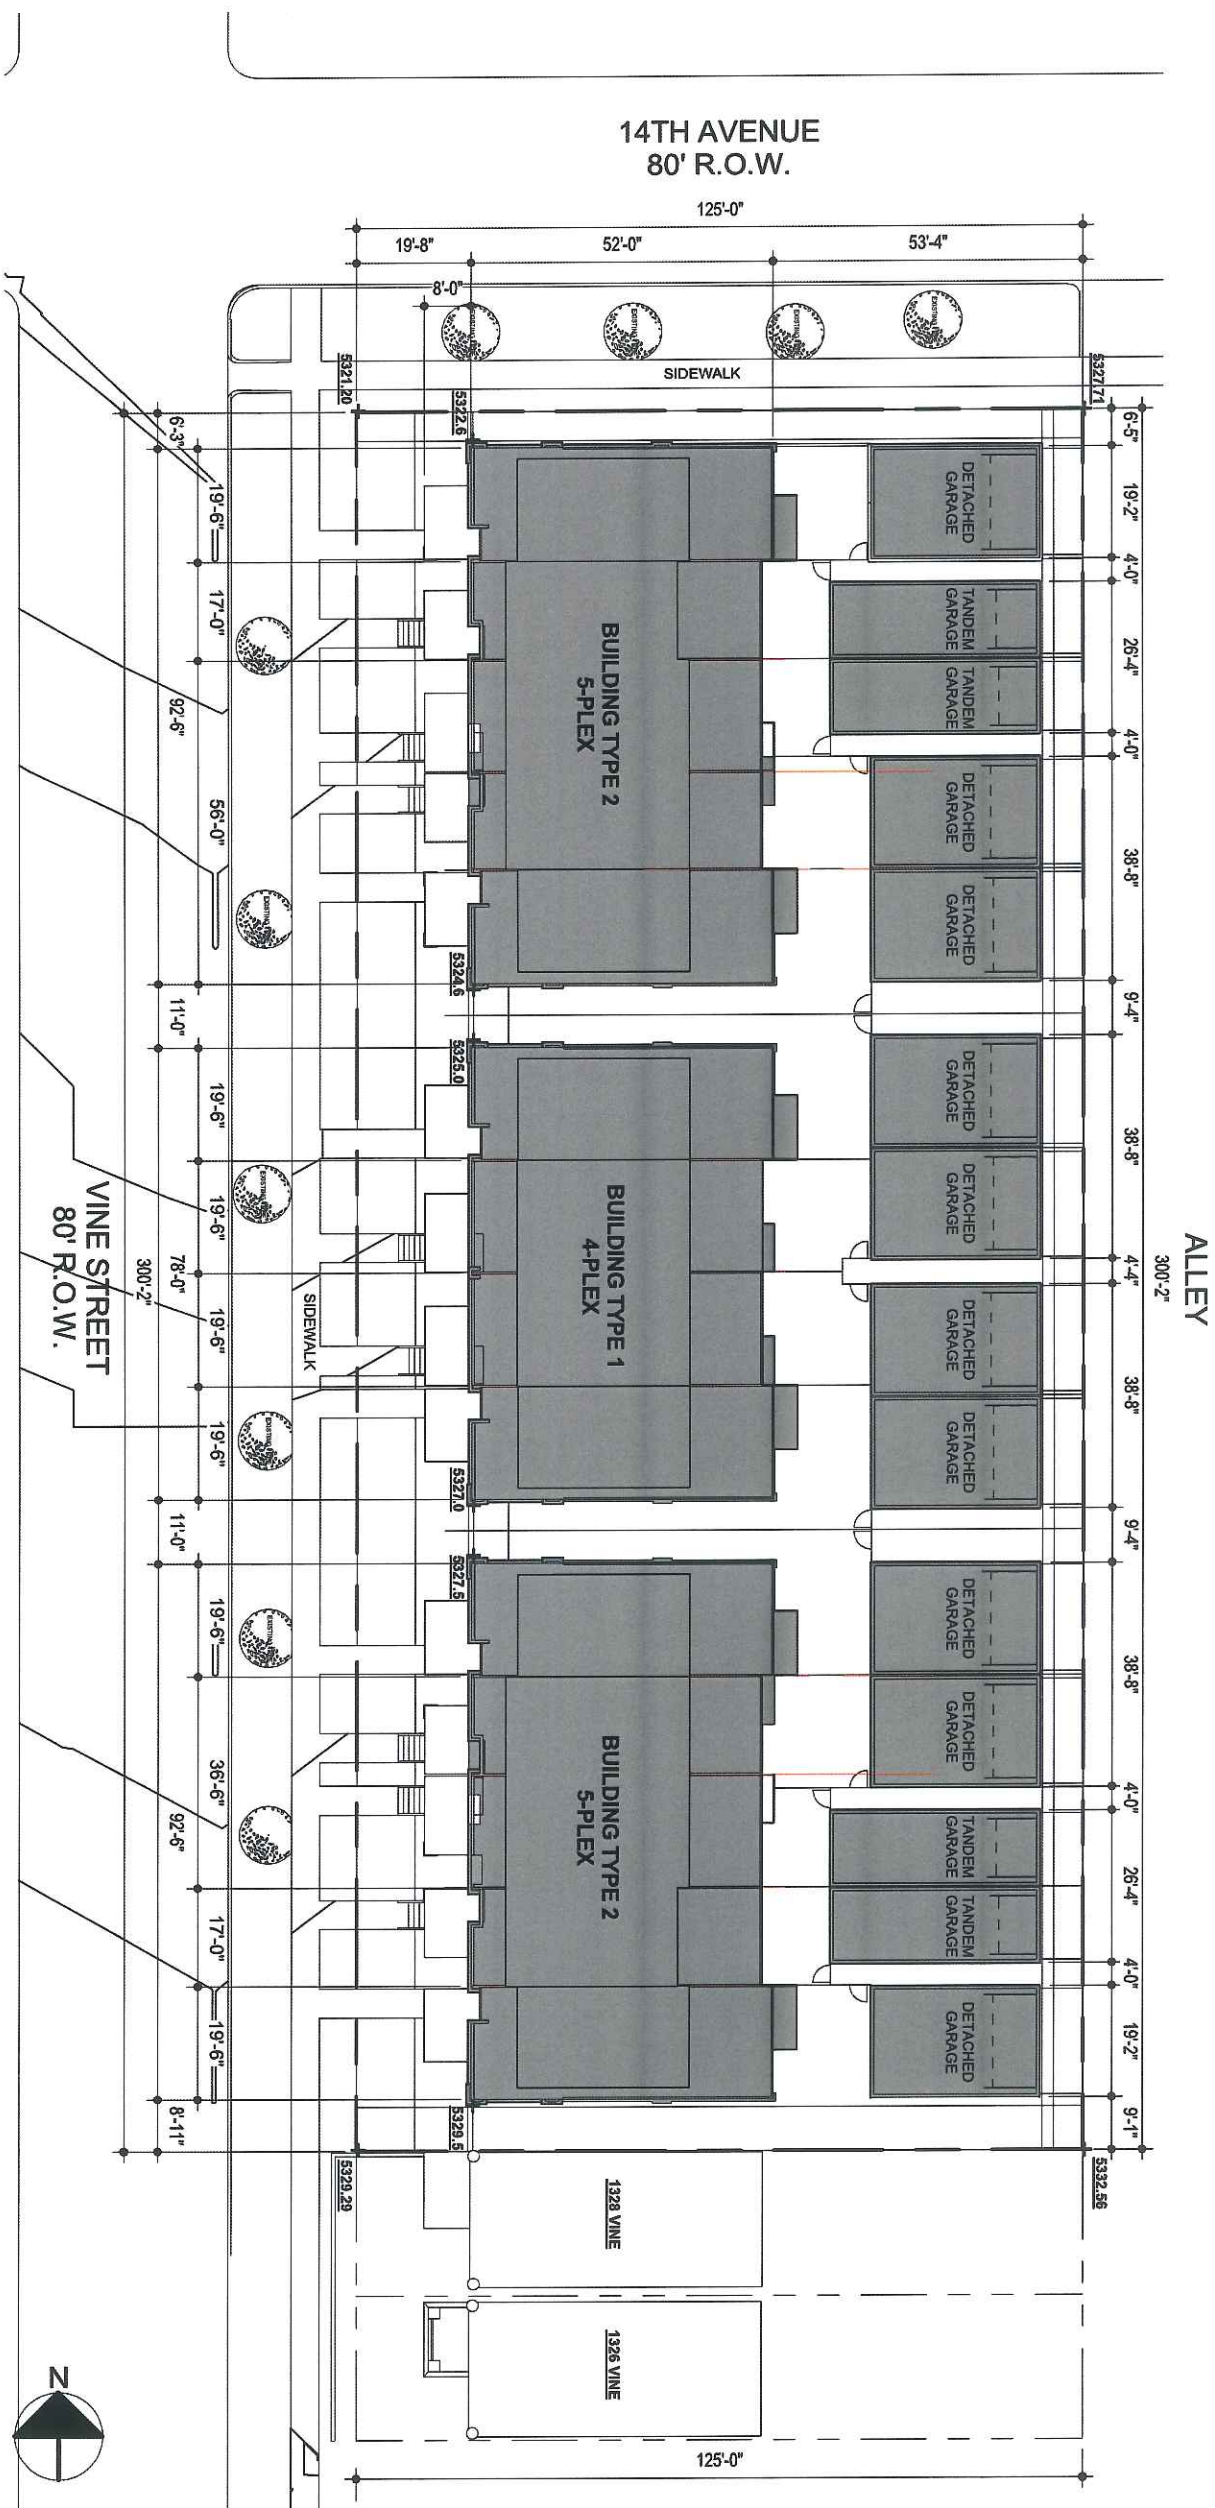 14TH AVENUE
80' R.O.W.
125'-0"
19'-8"
52'-0"
53'-4"
8'-0"
EXISTING
EXISTING
EXISTING
EXISTING
SIDEWALK
5321.20
5322.6
5327.71
ALLEY
300'-2"
6'-5"
19'-2"
4'-0"
26'-4"
4'-0"
38'-8"
9'-4"
38'-8"
4'-4"
38'-8"
9'-4"
38'-8"
4'-0"
26'-4"
4'-0"
19'-2"
9'-1"
DETACHED
GARAGE
TANDEM
GARAGE
TANDEM
GARAGE
DETACHED
GARAGE
DETACHED
GARAGE
DETACHED
GARAGE
DETACHED
GARAGE
DETACHED
GARAGE
DETACHED
GARAGE
DETACHED
GARAGE
DETACHED
GARAGE
TANDEM
GARAGE
TANDEM
GARAGE
DETACHED
GARAGE
BUILDING TYPE 2
5-PLEX
BUILDING TYPE 1
4-PLEX
BUILDING TYPE 2
5-PLEX
5324.6
5325.0
5327.0
5327.5
5329.5
5329.29
5332.56
1328 VINE
1326 VINE
EXISTING
EXISTING
EXISTING
EXISTING
SIDEWALK
19'-6"
17'-0"
56'-0"
19'-6"
19'-6"
19'-6"
19'-6"
19'-6"
36'-6"
17'-0"
19'-6"
6'-3"
92'-6"
11'-0"
78'-0"
11'-0"
92'-6"
8'-11"
300'-2"
VINE STREET
80' R.O.W.
125'-0"
N